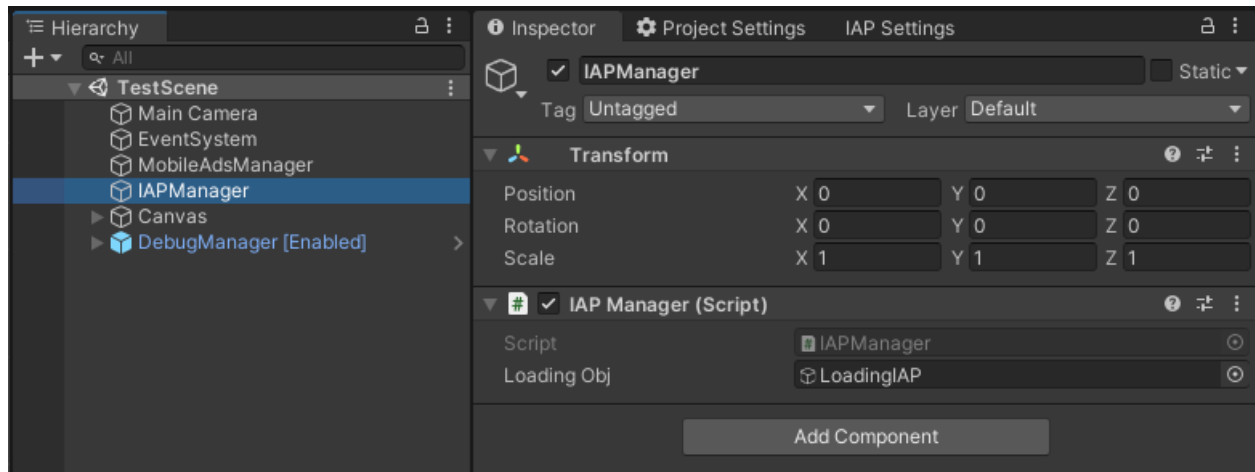 Hierarchy
All
TestScene
Main Camera
EventSystem
MobileAdsManager
IAPManager
Canvas
DebugManager [Enabled]
Inspector Project Settings IAP Settings
IAPManager Static
Tag Untagged Layer Default
Transform
Position X 0 Y 0 Z 0
Rotation X 0 Y 0 Z 0
Scale X 1 Y 1 Z 1
# IAP Manager (Script)
Script # IAPManager
Loading Obj LoadingIAP
Add Component